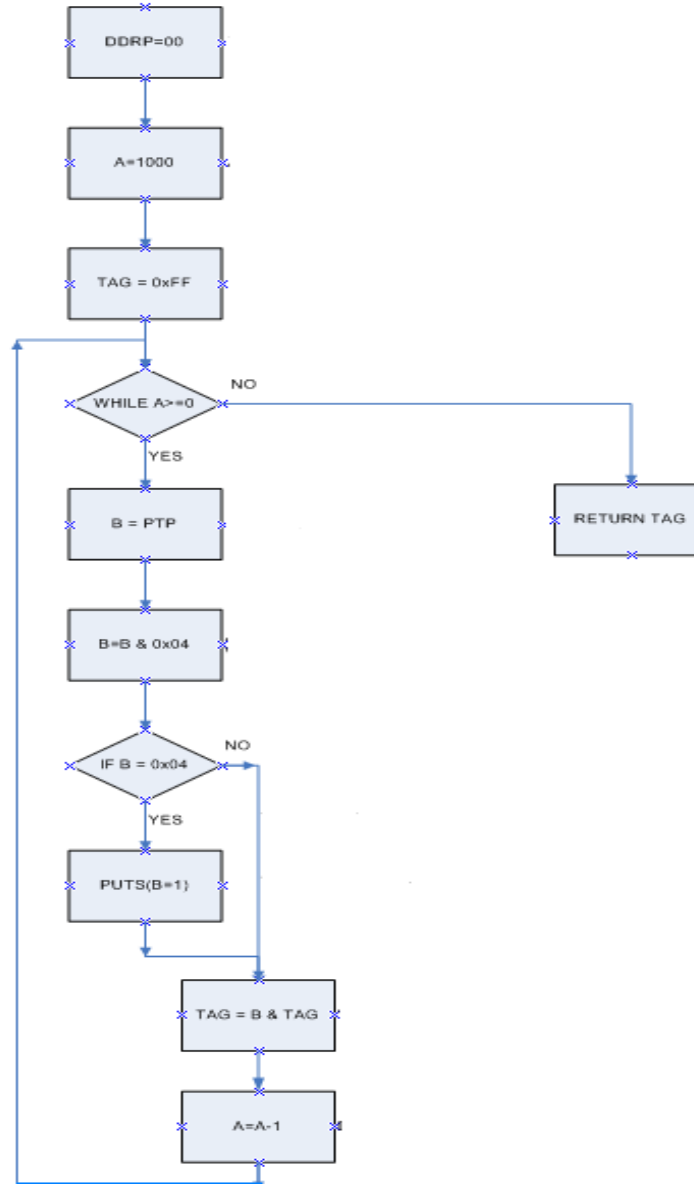 DDRP=00
A=1000
TAG = 0xFF
WHILE A>=0
NO
YES
B = PTP
RETURN TAG
B=B & 0x04
IF B = 0x04
NO
YES
PUTS(B=1)
TAG = B & TAG
A=A-1